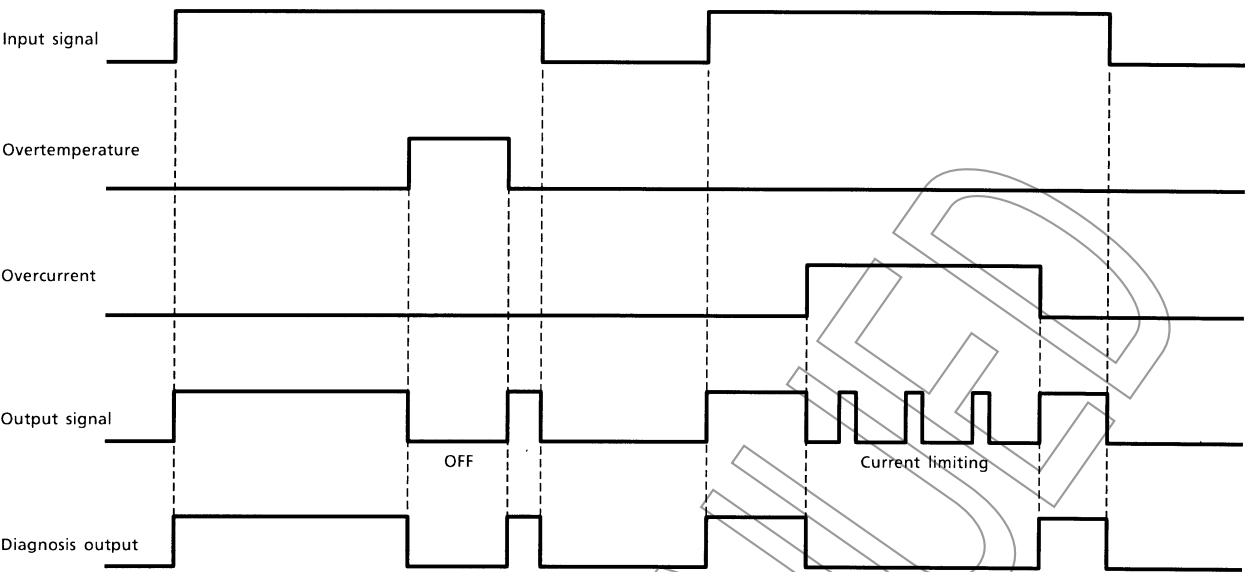 Input signal
Overtemperature
Overcurrent
Output signal
OFF
Current limiting
Diagnosis output